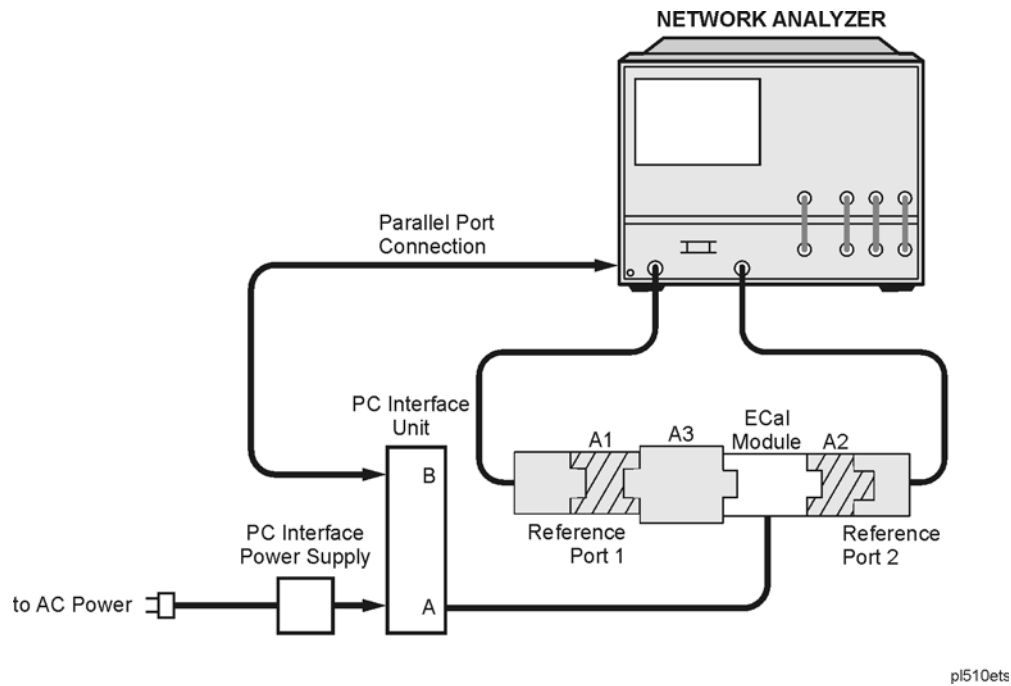 NETWORK ANALYZER
Parallel Port
Connection
PC Interface
Unit
B
A
PC Interface
Power Supply
to AC Power
A1
A3
ECal
Module
A2
Reference
Port 1
Reference
Port 2
pl510ets